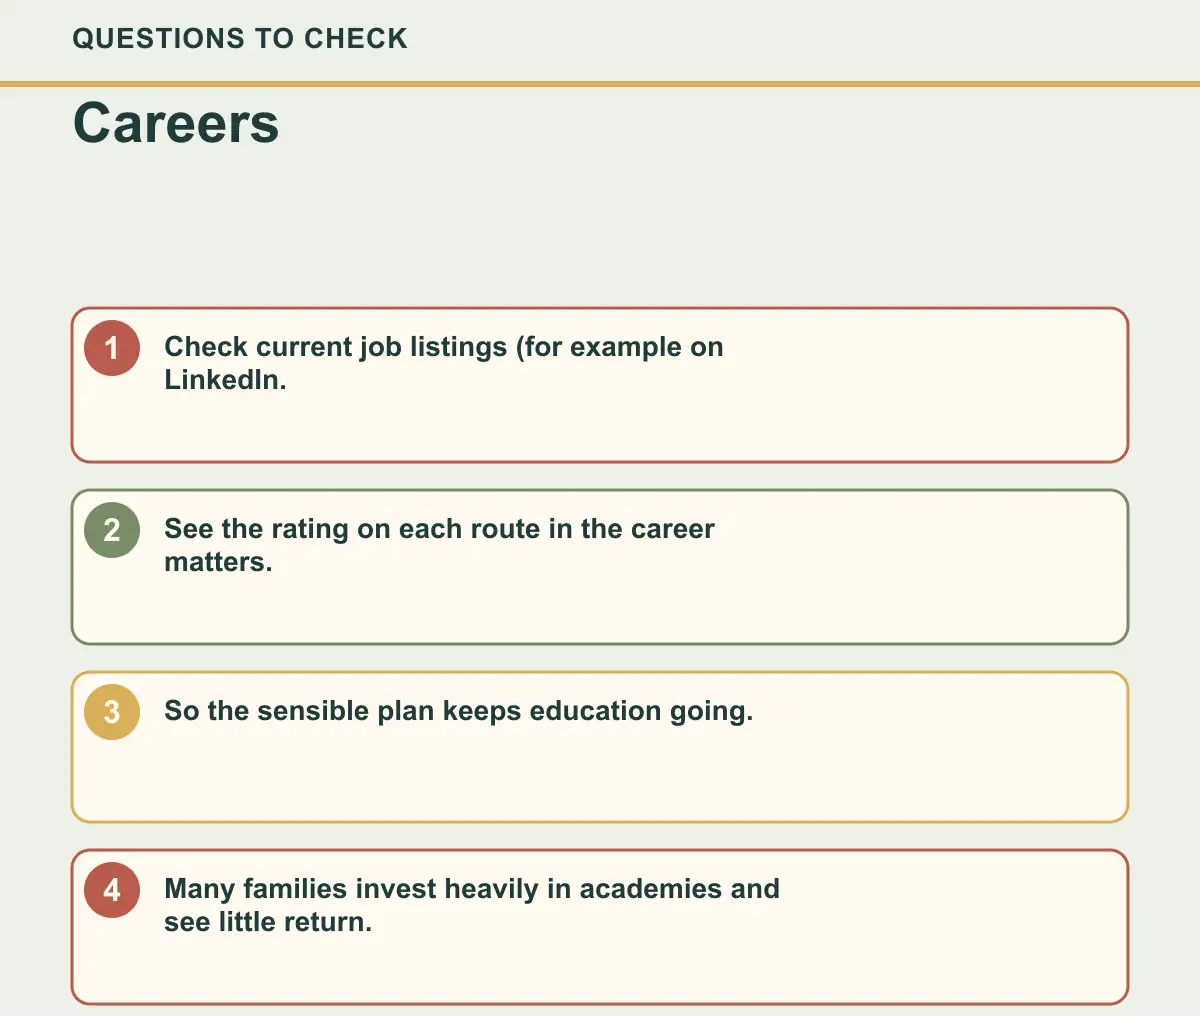 QUESTIONS TO CHECK
Careers
1
Check current job listings (for example on
LinkedIn.
2
See the rating on each route in the career
matters.
3
So the sensible plan keeps education going.
4
Many families invest heavily in academies and
see little return.